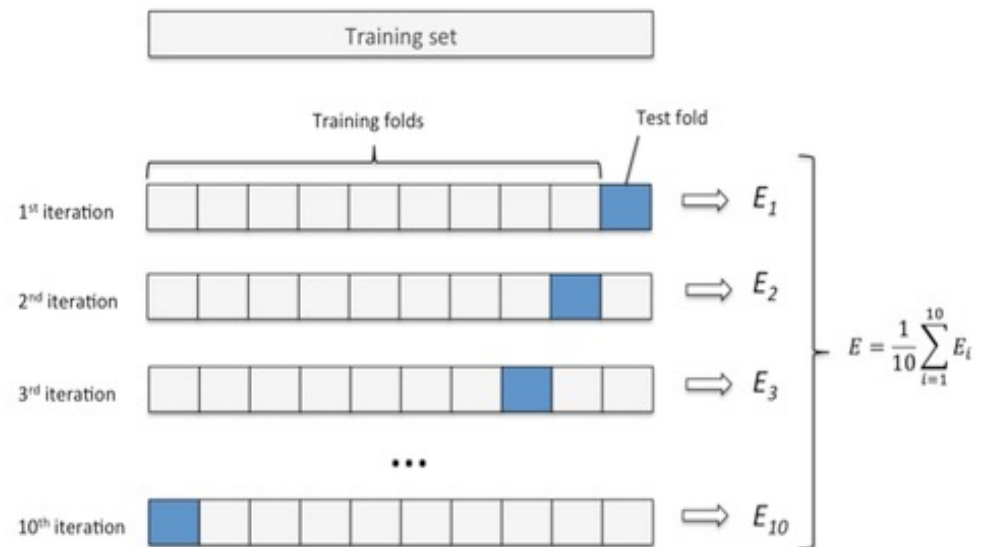 Training set
Training folds
Test fold
1st iteration
E1
2nd iteration
E2
E = 1/10 ∑ i=1 10 Ei
3rd iteration
E3
...
10th iteration
E10